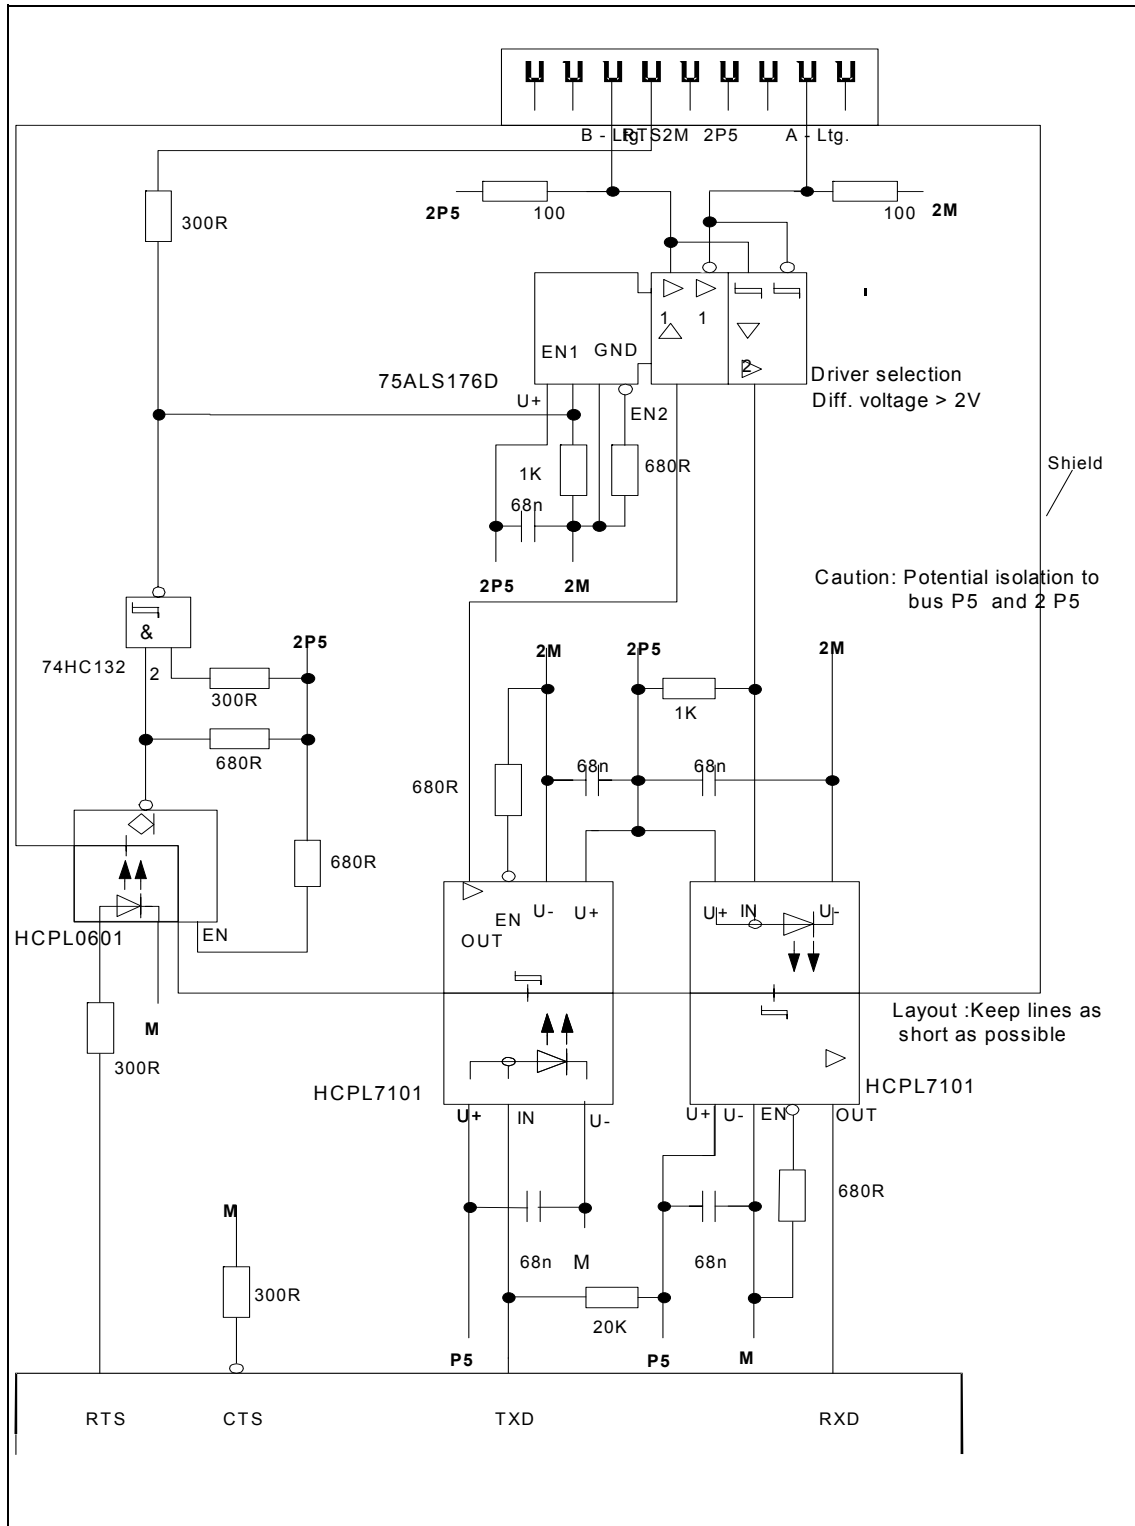 B - Ltg.
RTS
2M
2P5
A - Ltg.
300R
2P5
100
100
2M
1
1
EN1
GND
2
75ALS176D
U+
EN2
Driver selection
Diff. voltage > 2V
1K
680R
68n
Shield
2P5
2M
Caution: Potential isolation to
bus P5 and 2 P5
&
74HC132
2
2P5
300R
2M
2P5
2M
1K
680R
680R
68n
68n
680R
HCPL0601
EN
U-
U+
EN
OUT
U+
IN
U-
M
300R
Layout :Keep lines as
short as possible
HCPL7101
HCPL7101
U+
IN
U-
U+
U-
EN
OUT
680R
M
68n
M
68n
300R
20K
P5
P5
M
RTS
CTS
TXD
RXD